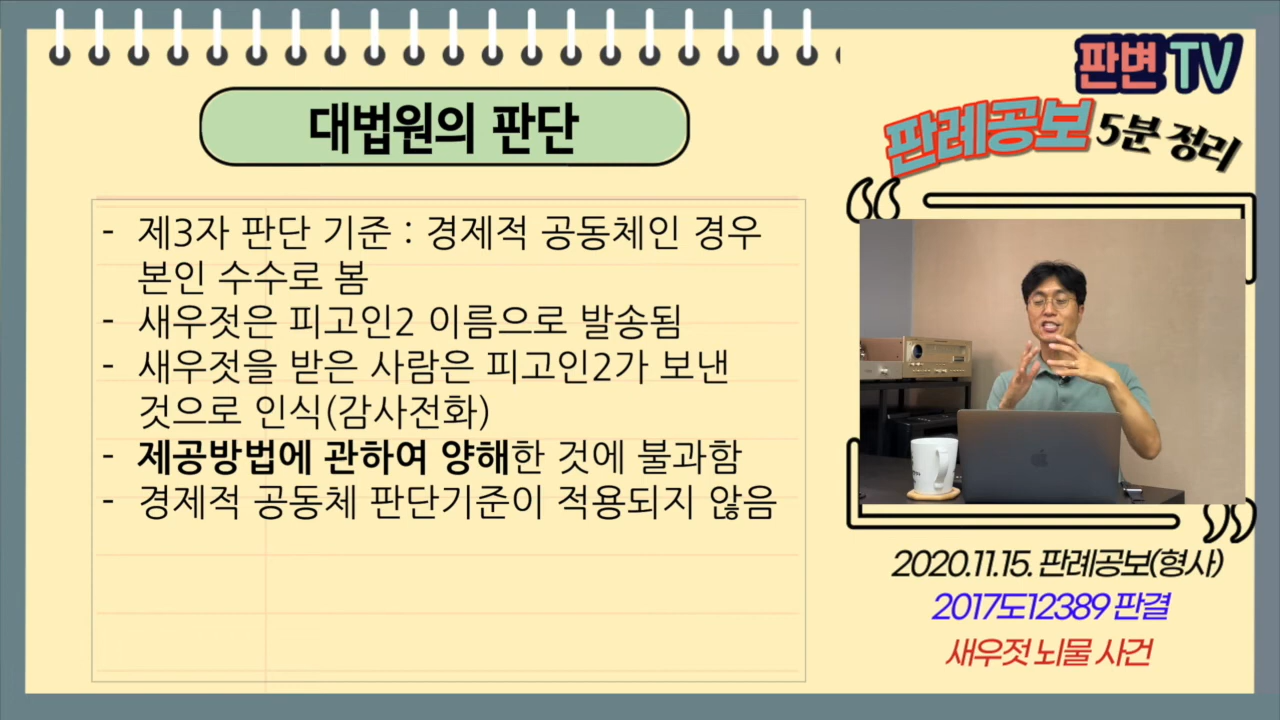 대법원의 판단
- 제3자 판단 기준 : 경제적 공동체인 경우
본인 수수로 봄
- 새우젓은 피고인2 이름으로 발송됨
- 새우젓을 받은 사람은 피고인2가 보낸
것으로 인식(감사전화)
- 제공방법에 관하여 양해한 것에 불과함
- 경제적 공동체 판단기준이 적용되지 않음
판변 TV
판례공보 5분 정리
2020.11.15. 판례공보(형사)
2017도12389 판결
새우젓 뇌물 사건